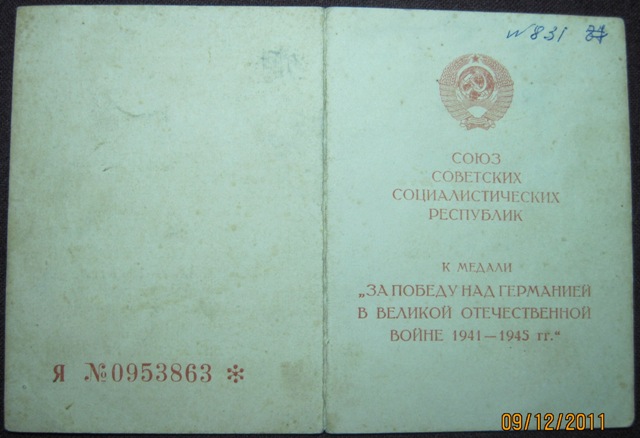 Я №0953863 *
№831
СОЮЗ
СОВЕТСКИХ
СОЦИАЛИСТИЧЕСКИХ
РЕСПУБЛИК
К МЕДАЛИ
„ЗА ПОБЕДУ НАД ГЕРМАНИЕЙ
В ВЕЛИКОЙ ОТЕЧЕСТВЕННОЙ
ВОЙНЕ 1941—1945 гг.“
09/12/2011